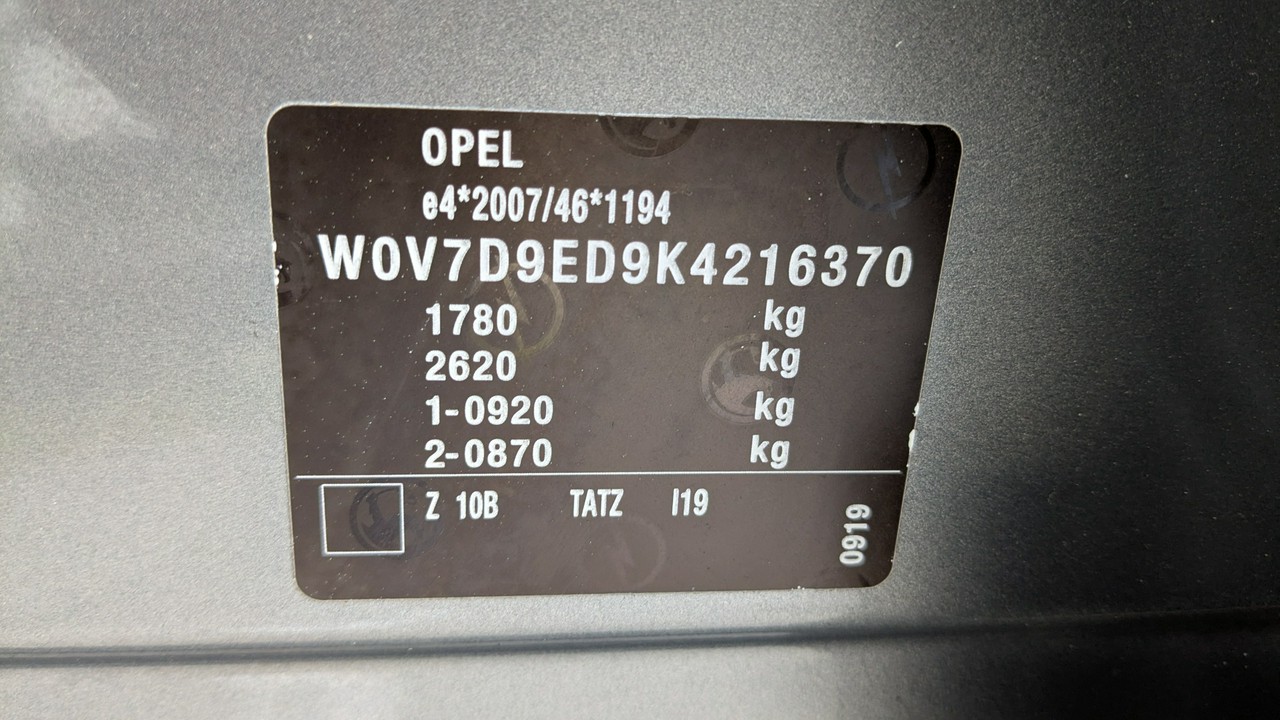 OPEL
e4*2007/46*1194
W0V7D9ED9K4216370
1780 kg
2620 kg
1-0920 kg
2-0870 kg
Z 10B TATZ I19
0919